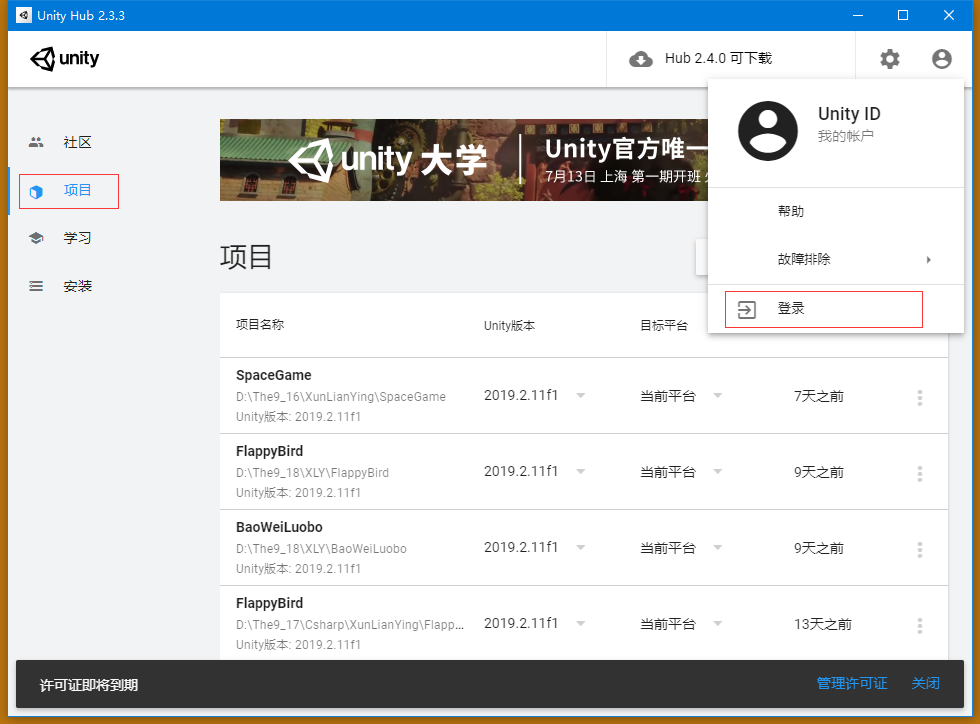 Unity Hub 2.3.3
unity
Hub 2.4.0 可下载
Unity ID
我的帐户
帮助
故障排除
登录
社区
项目
学习
安装
unity 大学
Unity官方唯一
7月13日 上海 第一期开班
项目
项目名称 Unity版本 目标平台
SpaceGame
D:\The9_16\XunLianYing\SpaceGame
Unity版本: 2019.2.11f1
2019.2.11f1 当前平台 7天之前
FlappyBird
D:\The9_18\XLY\FlappyBird
Unity版本: 2019.2.11f1
2019.2.11f1 当前平台 9天之前
BaoWeiLuobo
D:\The9_18\XLY\BaoWeiLuobo
Unity版本: 2019.2.11f1
2019.2.11f1 当前平台 9天之前
FlappyBird
D:\The9_17\Csharp\XunLianYing\Flapp...
Unity版本: 2019.2.11f1
2019.2.11f1 当前平台 13天之前
许可证即将到期 管理许可证 关闭